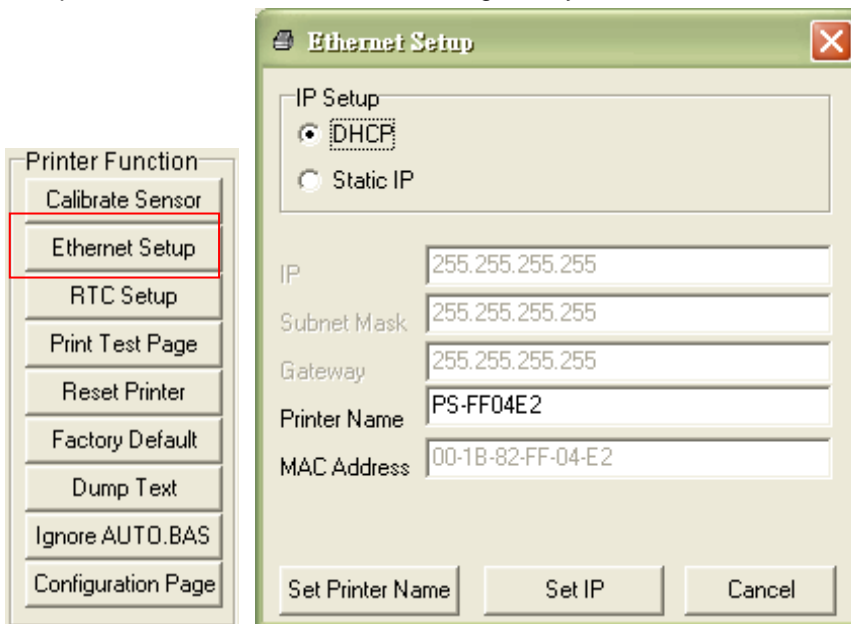 Printer Function
Calibrate Sensor
Ethernet Setup
RTC Setup
Print Test Page
Reset Printer
Factory Default
Dump Text
Ignore AUTO.BAS
Configuration Page
Ethernet Setup
IP Setup
DHCP
Static IP
IP 255.255.255.255
Subnet Mask 255.255.255.255
Gateway 255.255.255.255
Printer Name PS-FF04E2
MAC Address 00-1B-82-FF-04-E2
Set Printer Name Set IP Cancel